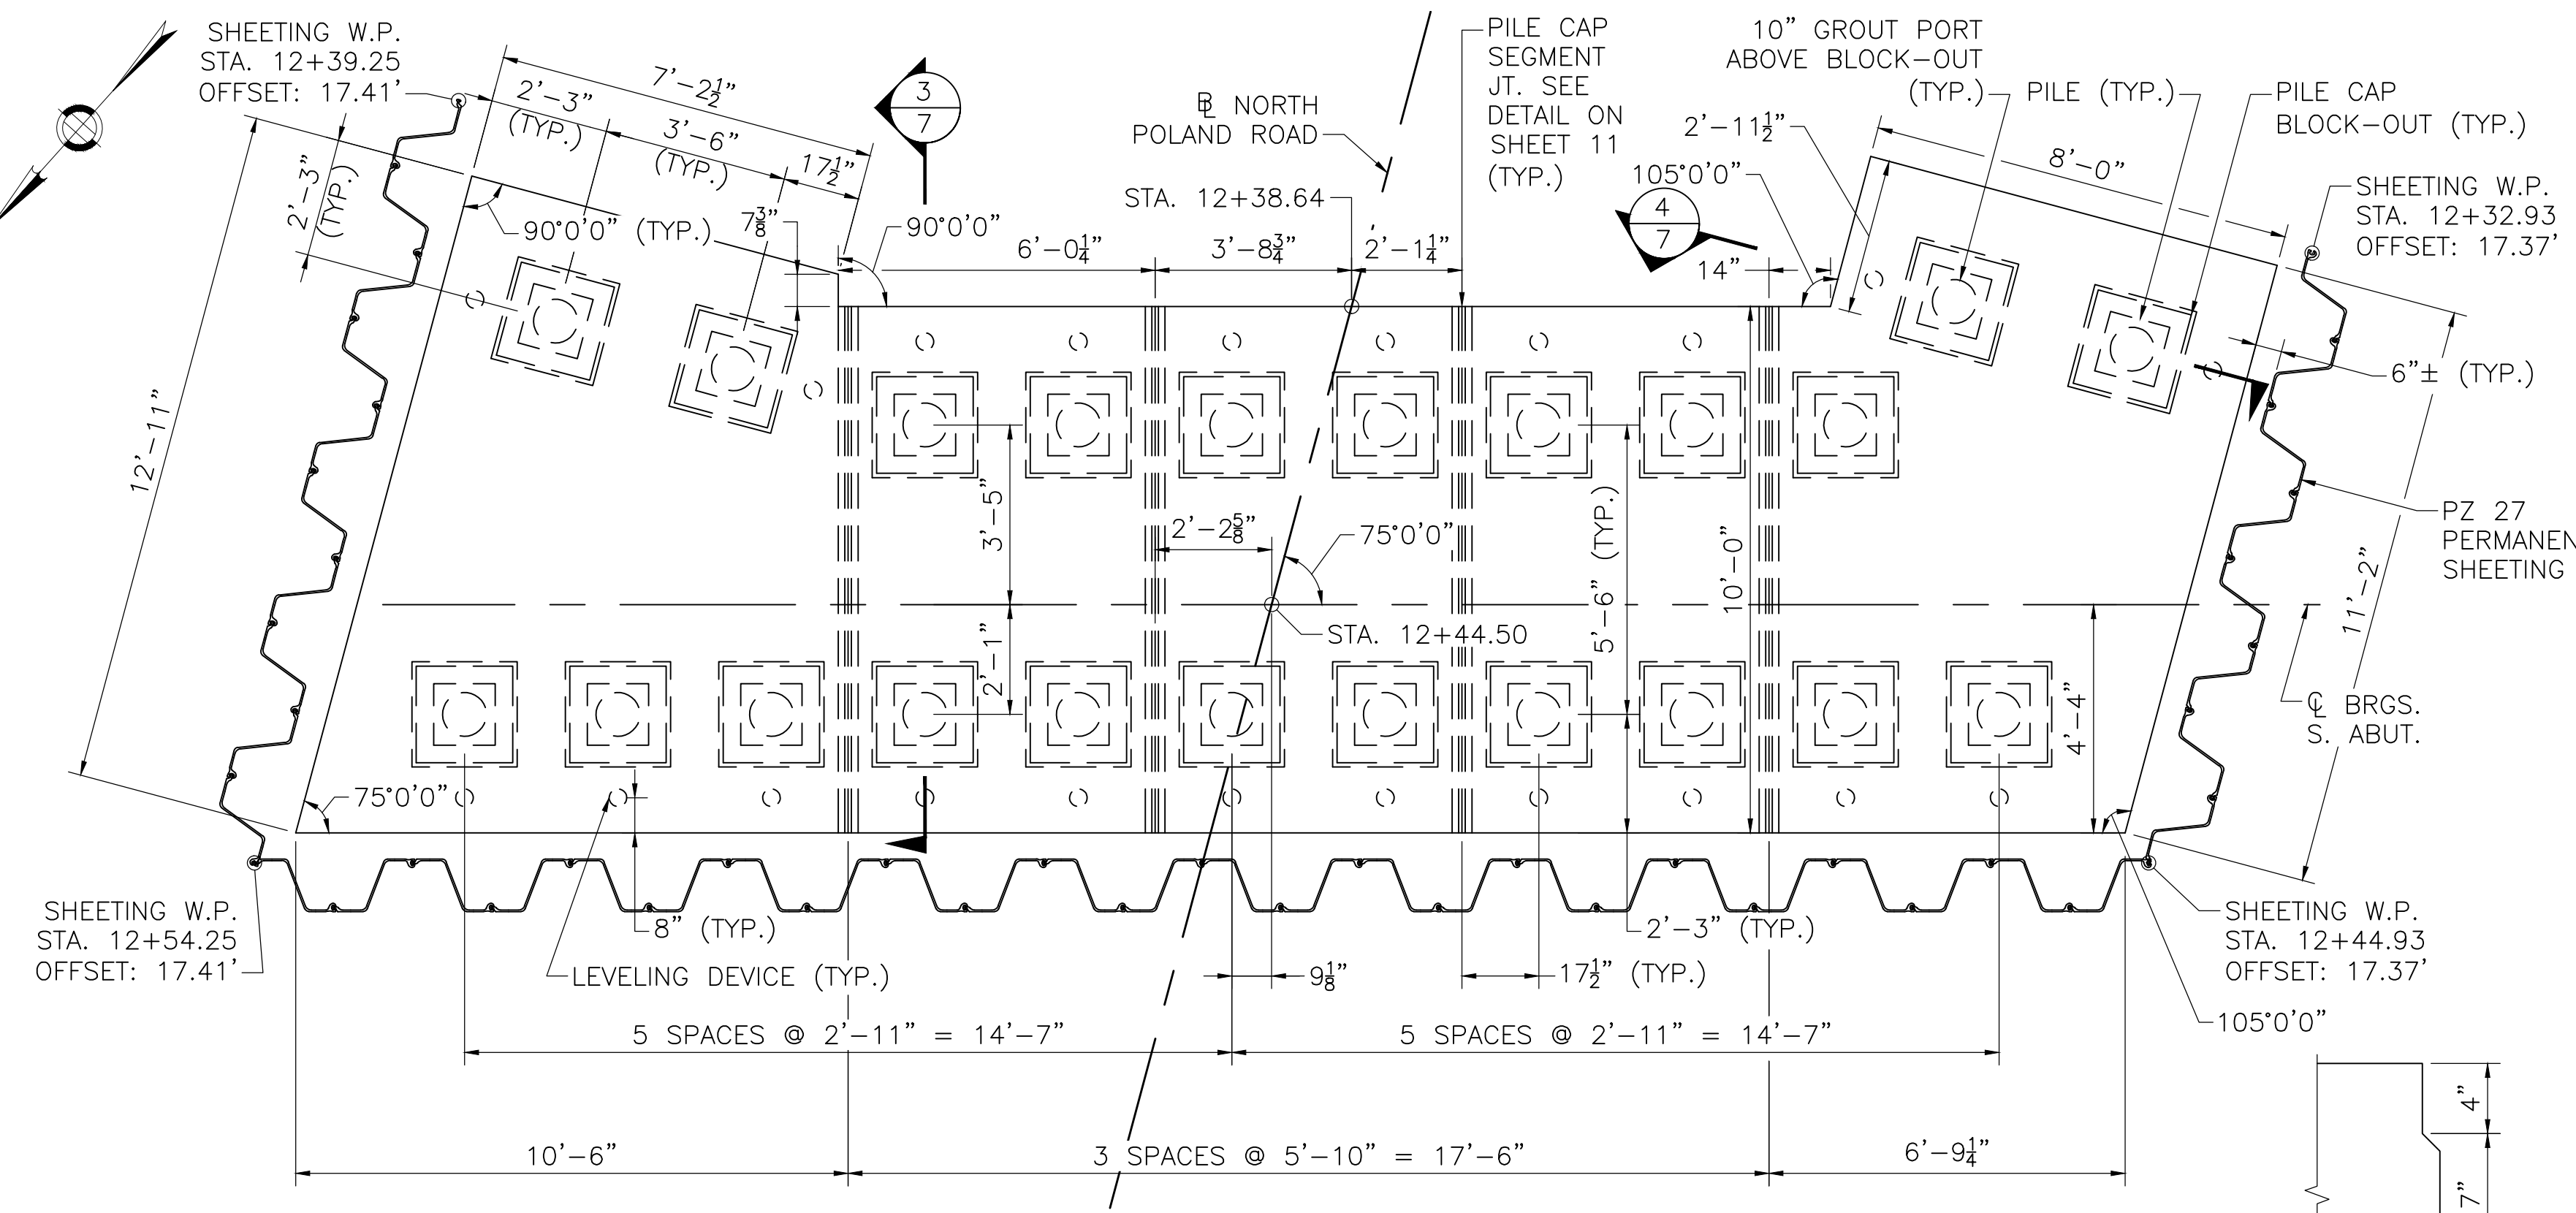 SHEETING W.P.
STA. 12+39.25
OFFSET: 17.41'
7'-2½"
2'-3"
(TYP.)
3'-6"
(TYP.)
17½"
3
7
℄ NORTH
POLAND ROAD
STA. 12+38.64
PILE CAP
SEGMENT
JT. SEE
DETAIL ON
SHEET 11
(TYP.)
10" GROUT PORT
ABOVE BLOCK-OUT
(TYP.)
PILE (TYP.)
PILE CAP
BLOCK-OUT (TYP.)
2'-11½"
105°0'0"
4
7
8'-0"
SHEETING W.P.
STA. 12+32.93
OFFSET: 17.37'
2'-3"
(TYP.)
90°0'0" (TYP.)
7⅜"
90°0'0"
6'-0¼"
3'-8¾"
2'-1¼"
14"
6"± (TYP.)
12'-11"
3'-5"
2'-2⅝"
75°0'0"
5'-6" (TYP.)
10'-0"
PZ 27
PERMANEN
SHEETING
11'-2"
2'-1"
STA. 12+44.50
4'-4"
℄ BRGS.
S. ABUT.
75°0'0"
SHEETING W.P.
STA. 12+54.25
OFFSET: 17.41'
8" (TYP.)
LEVELING DEVICE (TYP.)
9⅛"
17½" (TYP.)
2'-3" (TYP.)
SHEETING W.P.
STA. 12+44.93
OFFSET: 17.37'
105°0'0"
5 SPACES @ 2'-11" = 14'-7"
5 SPACES @ 2'-11" = 14'-7"
10'-6"
3 SPACES @ 5'-10" = 17'-6"
6'-9¼"
4"
7"